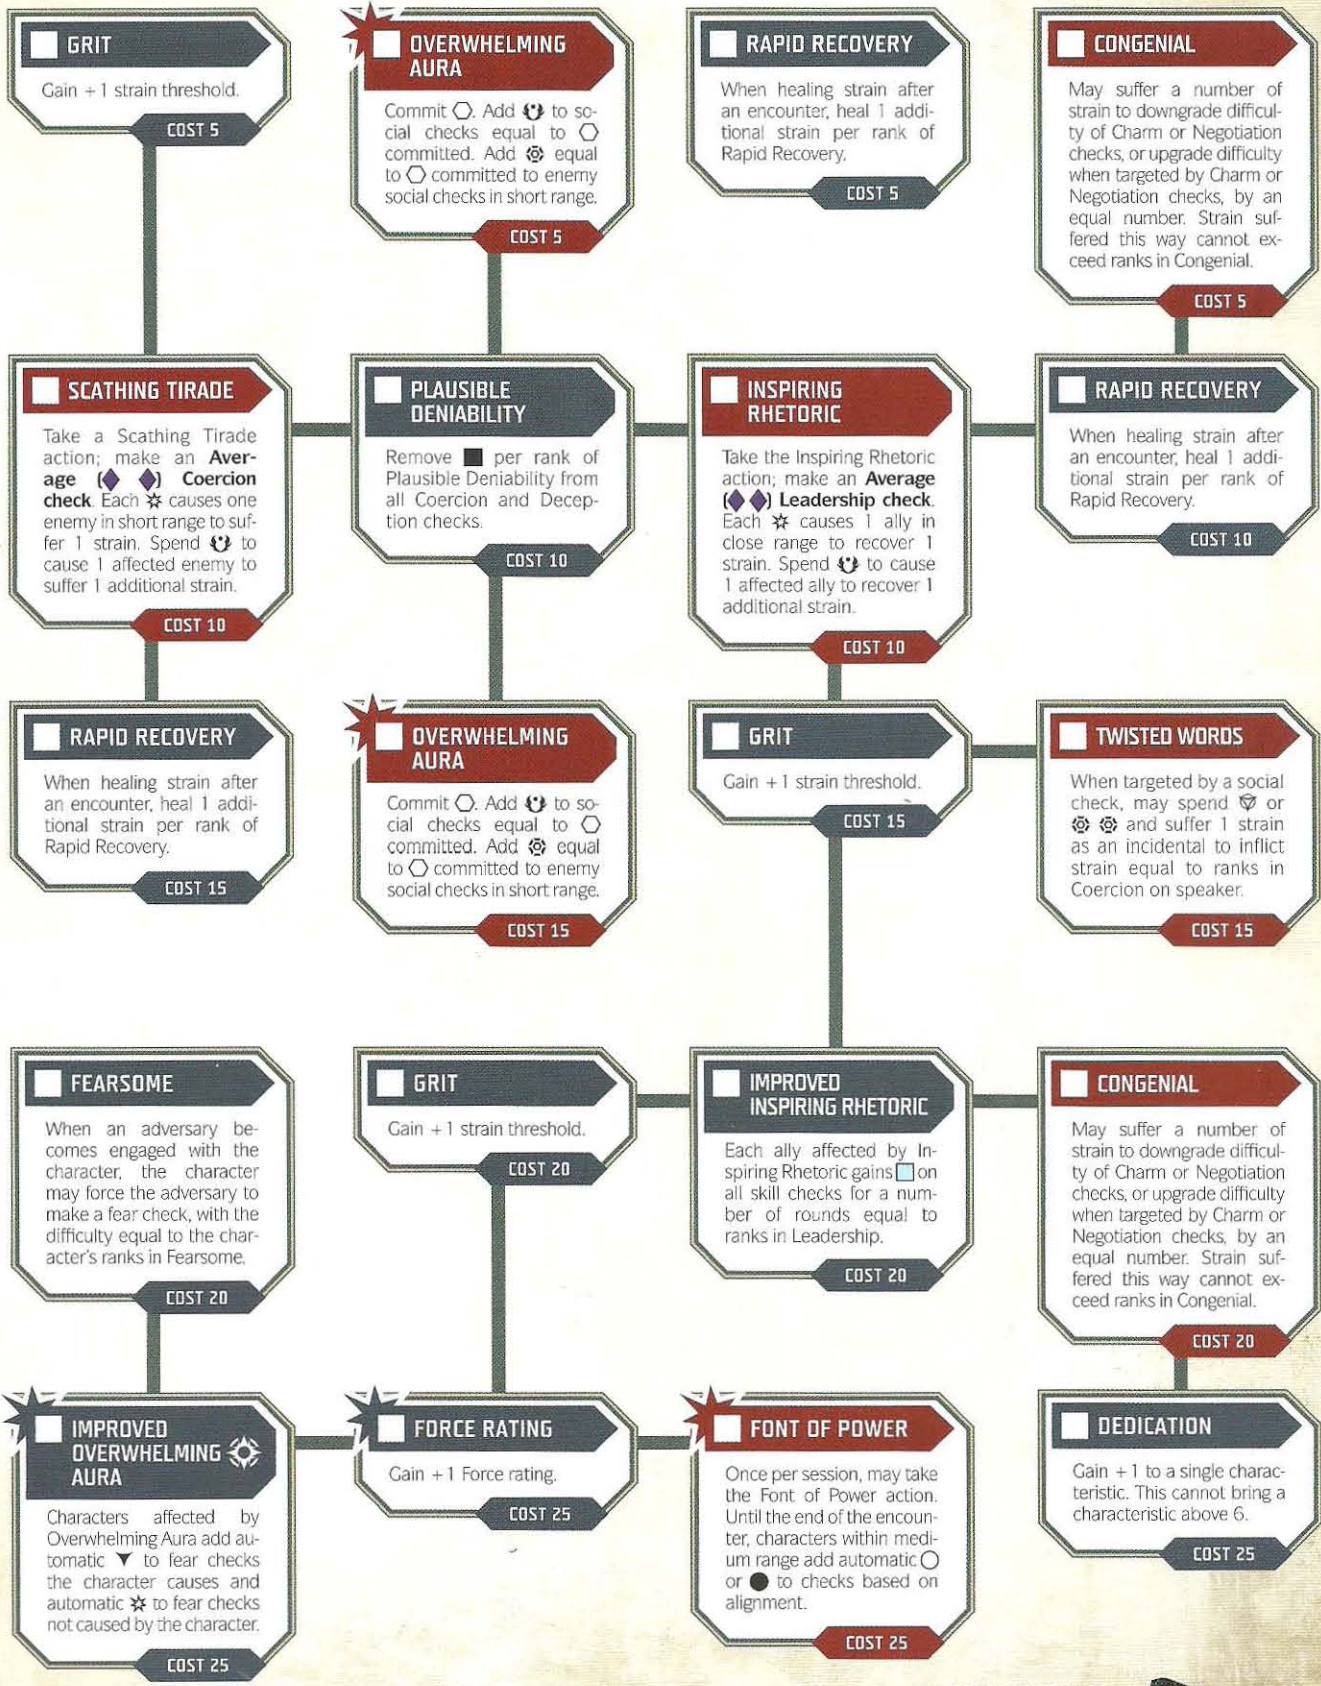 GRIT
Gain +1 strain threshold.
COST 5
OVERWHELMING
AURA
Commit ⬡. Add to so-
cial checks equal to ⬡
committed. Add equal
to ⬡ committed to enemy
social checks in short range.
COST 5
RAPID RECOVERY
When healing strain after
an encounter, heal 1 addi-
tional strain per rank of
Rapid Recovery.
COST 5
CONGENIAL
May suffer a number of
strain to downgrade difficul-
ty of Charm or Negotiation
checks, or upgrade difficulty
when targeted by Charm or
Negotiation checks, by an
equal number. Strain suf-
fered this way cannot ex-
ceed ranks in Congenial.
COST 5
SCATHING TIRADE
Take a Scathing Tirade
action; make an Aver-
age (◆ ◆) Coercion
check. Each causes one
enemy in short range to suf-
fer 1 strain. Spend to
cause 1 affected enemy to
suffer 1 additional strain.
COST 10
PLAUSIBLE
DENIABILITY
Remove ■ per rank of
Plausible Deniability from
all Coercion and Decep-
tion checks.
COST 10
INSPIRING
RHETORIC
Take the Inspiring Rhetoric
action; make an Average
(◆◆) Leadership check.
Each causes 1 ally in
close range to recover 1
strain. Spend to cause
1 affected ally to recover 1
additional strain.
COST 10
RAPID RECOVERY
When healing strain after
an encounter, heal 1 addi-
tional strain per rank of
Rapid Recovery.
COST 10
RAPID RECOVERY
When healing strain after
an encounter, heal 1 addi-
tional strain per rank of
Rapid Recovery.
COST 15
OVERWHELMING
AURA
Commit ⬡. Add to so-
cial checks equal to ⬡
committed. Add equal
to ⬡ committed to enemy
social checks in short range.
COST 15
GRIT
Gain +1 strain threshold.
COST 15
TWISTED WORDS
When targeted by a social
check, may spend or
and suffer 1 strain
as an incidental to inflict
strain equal to ranks in
Coercion on speaker.
COST 15
FEARSOME
When an adversary be-
comes engaged with the
character, the character
may force the adversary to
make a fear check, with the
difficulty equal to the char-
acter's ranks in Fearsome.
COST 20
GRIT
Gain +1 strain threshold.
COST 20
IMPROVED
INSPIRING RHETORIC
Each ally affected by In-
spiring Rhetoric gains □ on
all skill checks for a num-
ber of rounds equal to
ranks in Leadership.
COST 20
CONGENIAL
May suffer a number of
strain to downgrade difficul-
ty of Charm or Negotiation
checks, or upgrade difficulty
when targeted by Charm or
Negotiation checks, by an
equal number. Strain suf-
fered this way cannot ex-
ceed ranks in Congenial.
COST 20
IMPROVED
OVERWHELMING
AURA
Characters affected by
Overwhelming Aura add au-
tomatic ▼ to fear checks
the character causes and
automatic to fear checks
not caused by the character.
COST 25
FORCE RATING
Gain +1 Force rating.
COST 25
FONT OF POWER
Once per session, may take
the Font of Power action.
Until the end of the encoun-
ter, characters within medi-
um range add automatic ○
or ● to checks based on
alignment.
COST 25
DEDICATION
Gain +1 to a single charac-
teristic. This cannot bring a
characteristic above 6.
COST 25